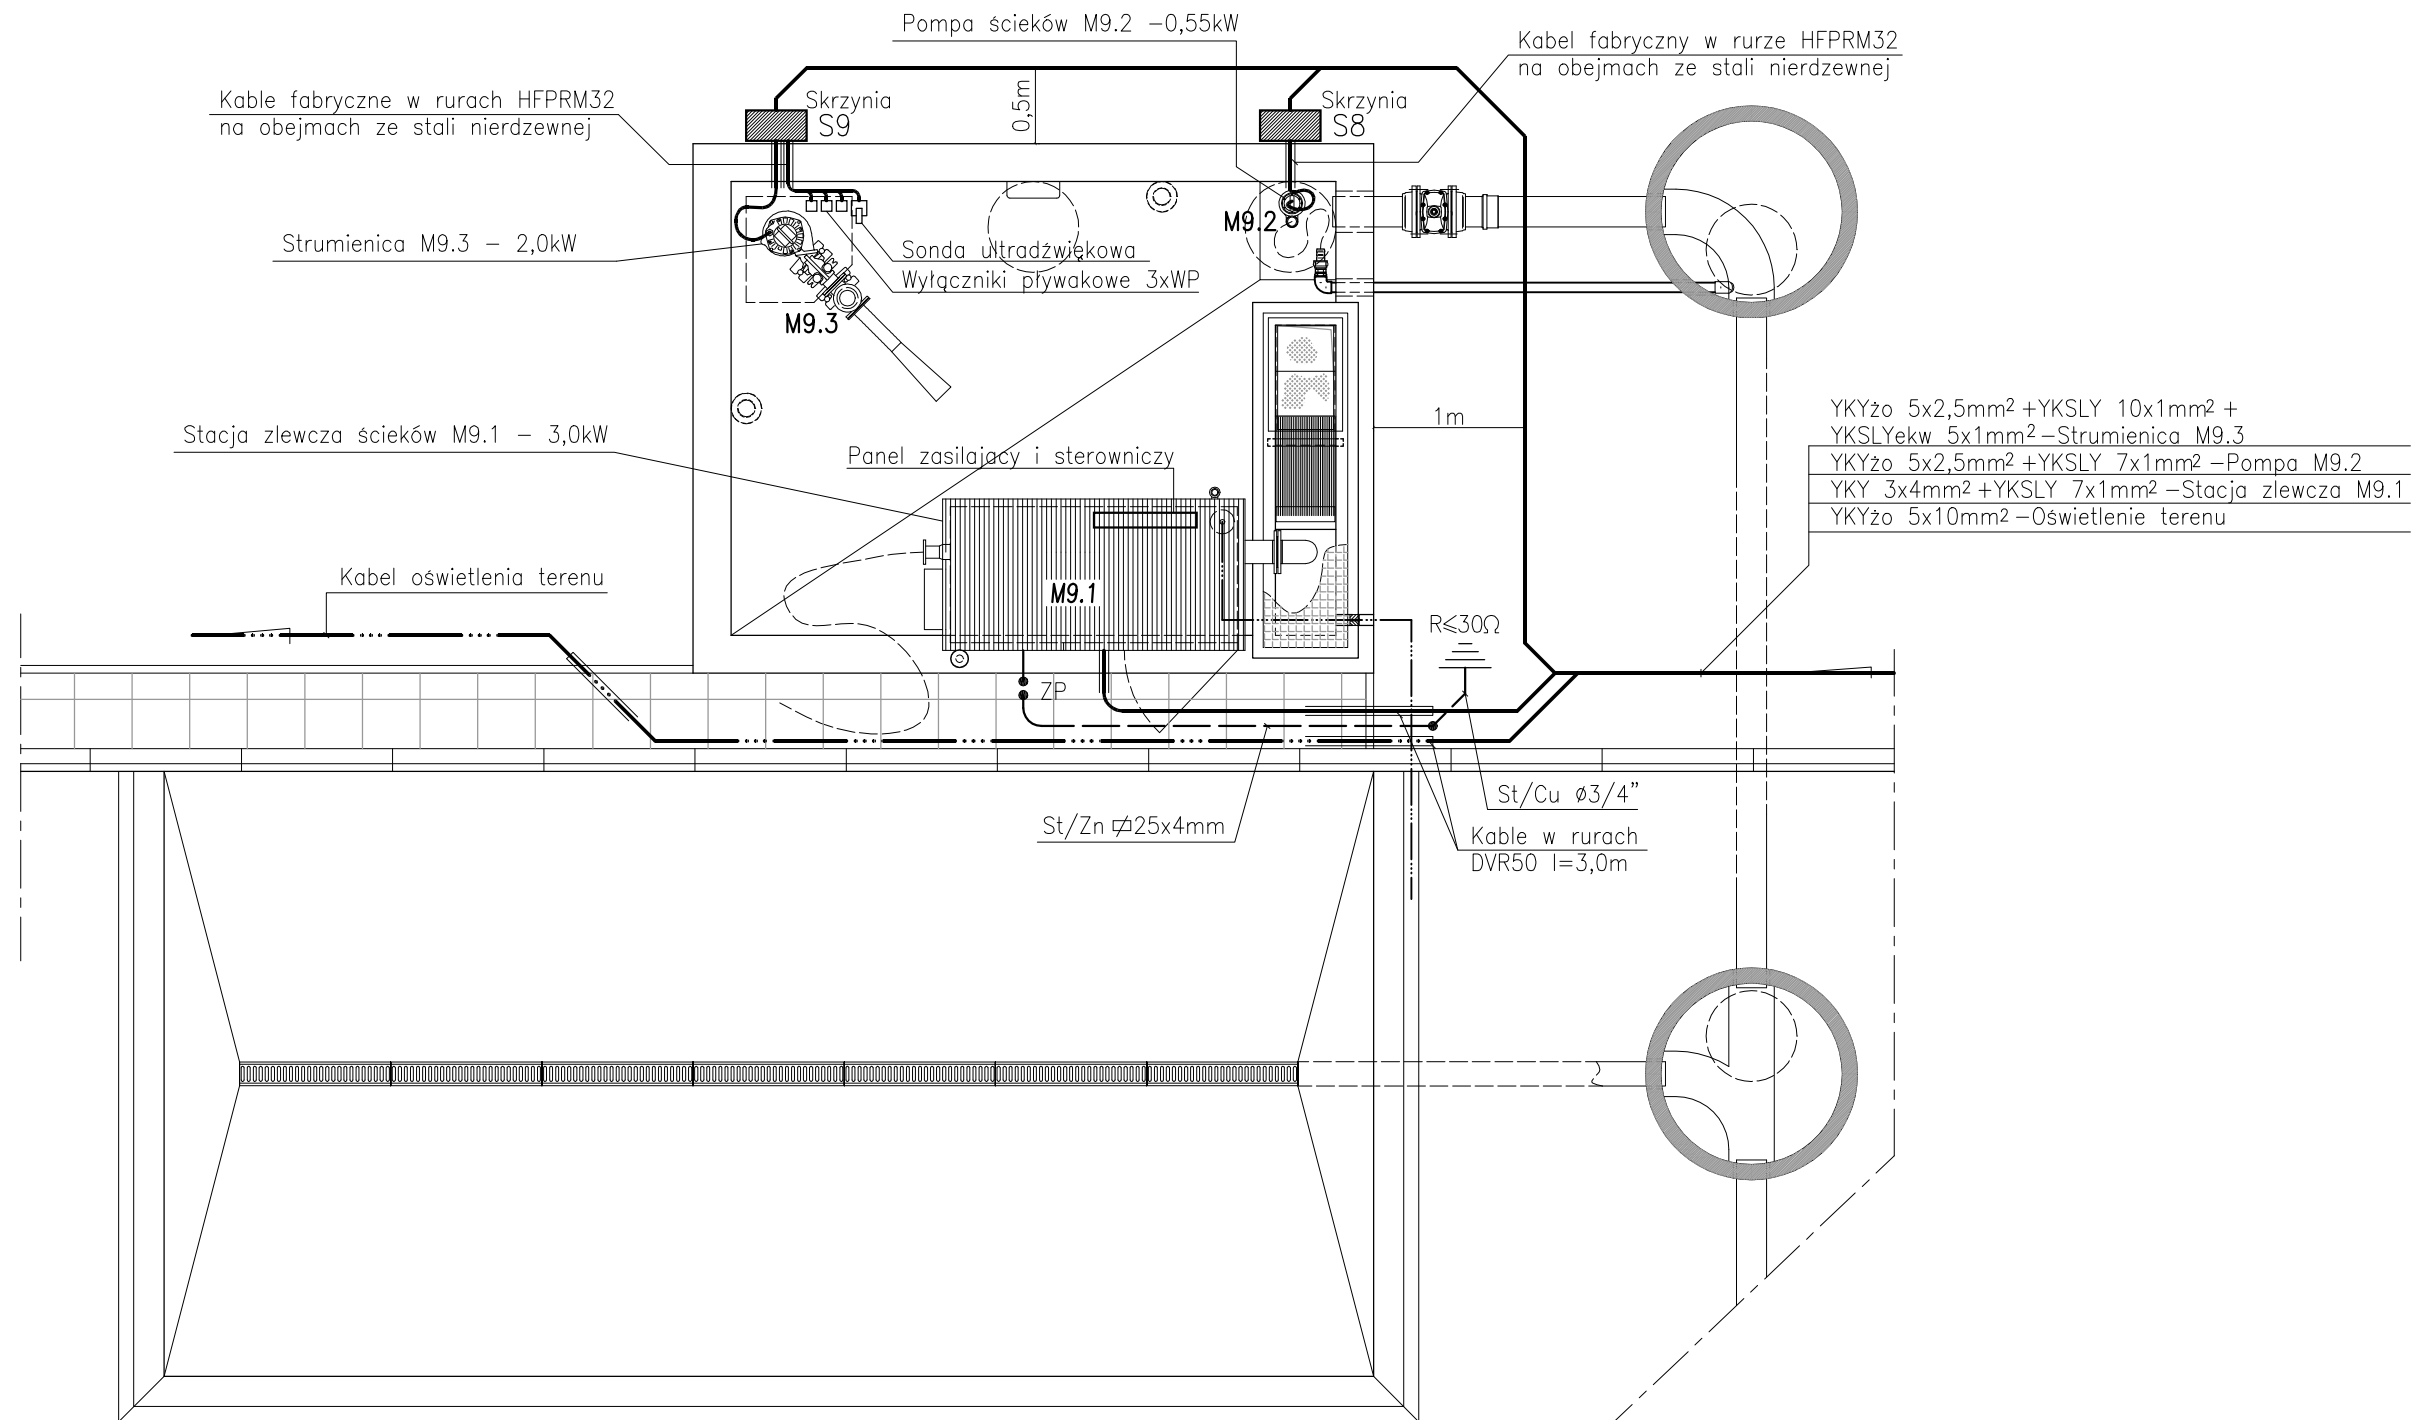 Pompa ścieków M9.2 -0,55kW
Kabel fabryczny w rurze HFPRM32
na obejmach ze stali nierdzewnej
Kable fabryczne w rurach HFPRM32
na obejmach ze stali nierdzewnej
Skrzynia
S9
0,5m
Skrzynia
S8
M9.2
Strumienica M9.3 - 2,0kW
Sonda ultradźwiękowa
Wyłączniki pływakowe 3xWP
M9.3
1m
YKYżo 5x2,5mm² +YKSLY 10x1mm² +
YKSLYekw 5x1mm² -Strumienica M9.3
YKYżo 5x2,5mm² +YKSLY 7x1mm² -Pompa M9.2
YKY 3x4mm² +YKSLY 7x1mm² -Stacja zlewcza M9.1
YKYżo 5x10mm² -Oświetlenie terenu
Stacja zlewcza ścieków M9.1 - 3,0kW
Panel zasilajacy i sterowniczy
Kabel oświetlenia terenu
M9.1
R≤30Ω
ZP
St/Cu ø3/4"
St/Zn 25x4mm
Kable w rurach
DVR50 l=3,0m